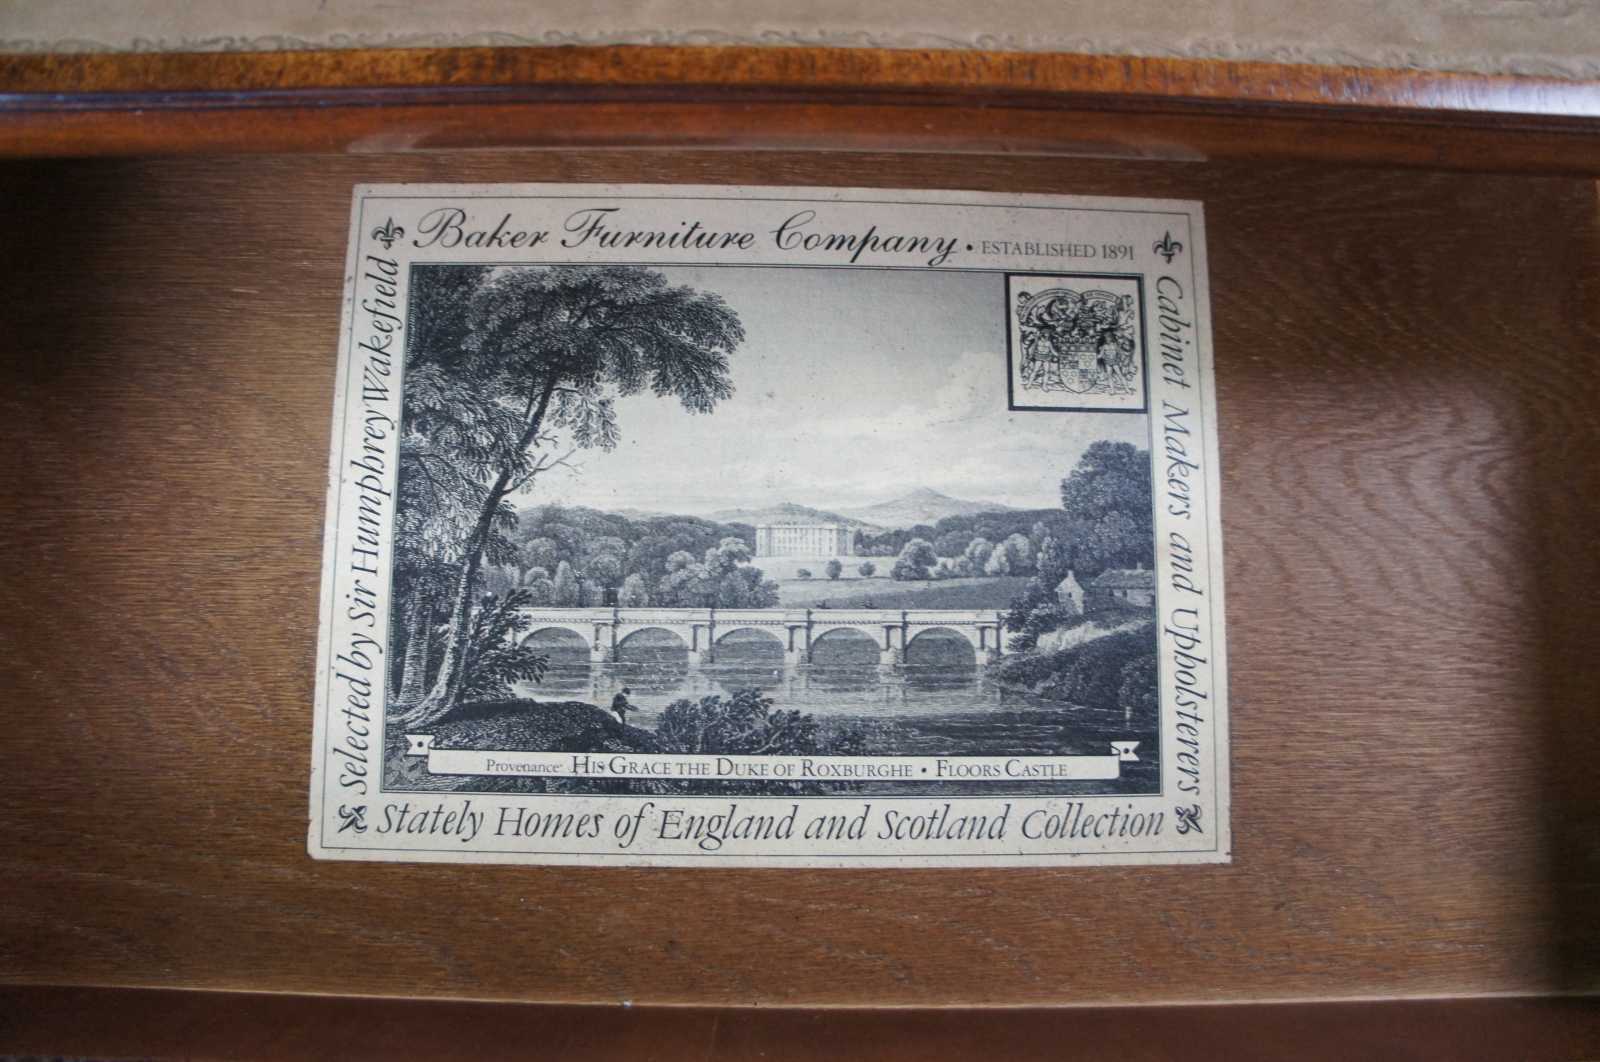 Baker Furniture Company • ESTABLISHED 1891
Cabinet Makers and Upholsterers
Selected by Sir Humphrey Wakefield
Provenance: HIS GRACE THE DUKE OF ROXBURGHE • FLOORS CASTLE
Stately Homes of England and Scotland Collection